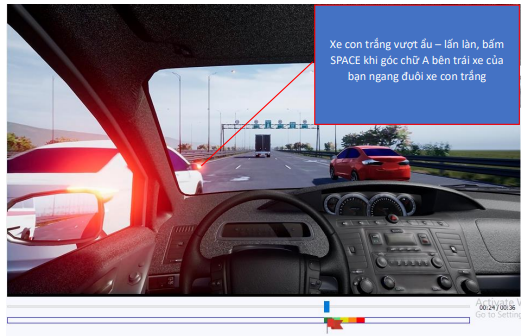 Xe con trắng vượt ẩu – lấn làn, bấm
SPACE khi góc chữ A bên trái xe của
bạn ngang đuôi xe con trắng
Activate W
00:24 / 00:36
Go to Setting